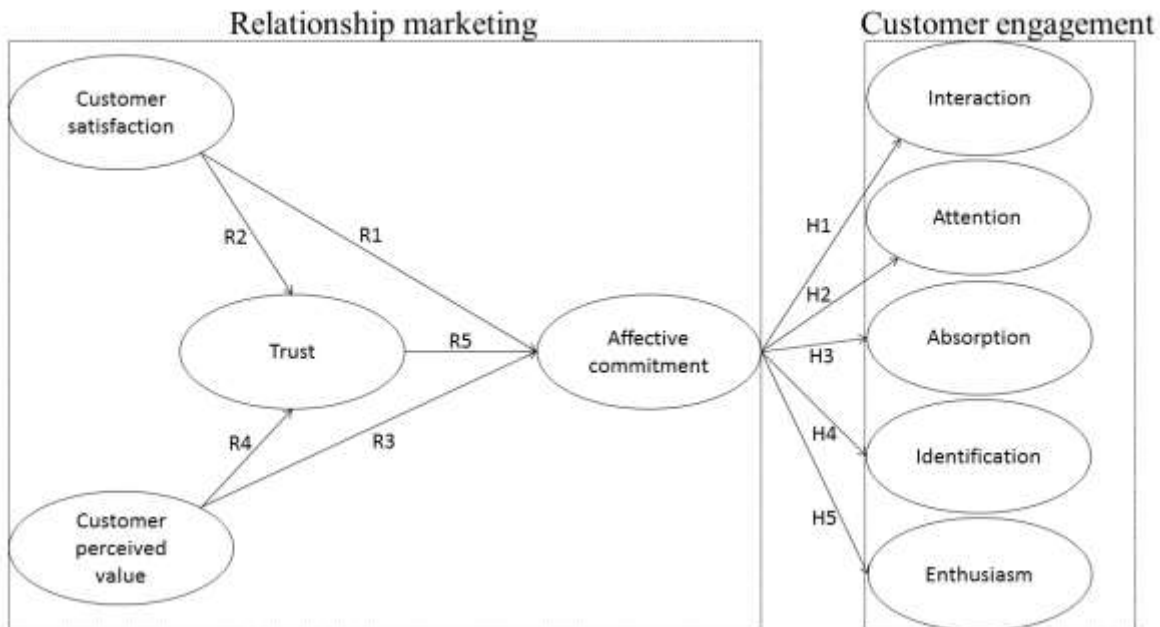 Relationship marketing
Customer engagement
Customer
satisfaction
Interaction
Attention
H1
R2
R1
H2
Trust
R5
Affective
commitment
H3
Absorption
R4
R3
H4
Identification
H5
Customer
perceived
value
Enthusiasm